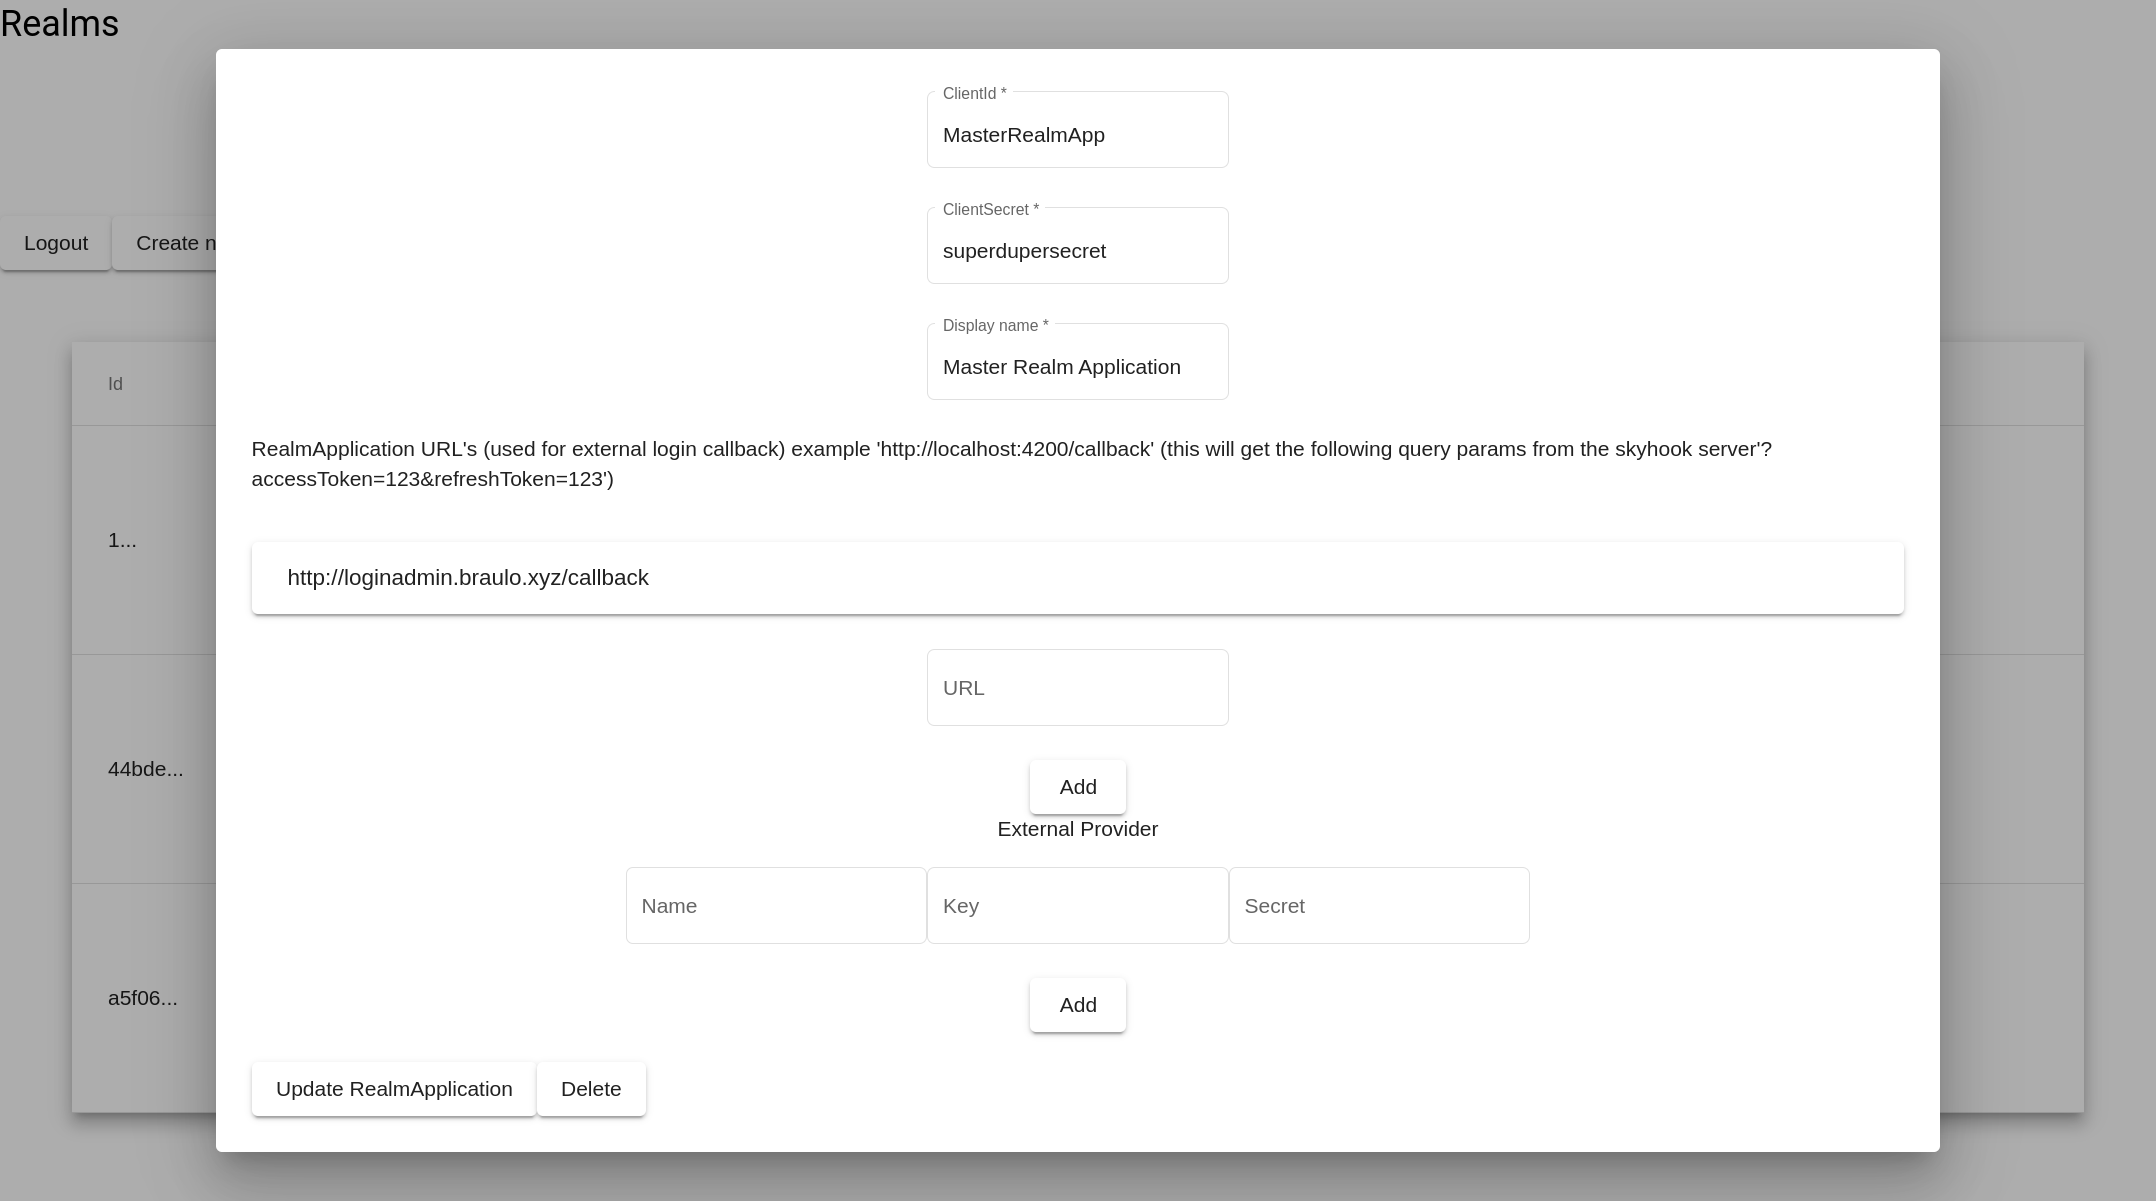 Realms
Logout
Create n
Id
1...
44bde...
a5f06...
ClientId *
MasterRealmApp
ClientSecret *
superdupersecret
Display name *
Master Realm Application
RealmApplication URL's (used for external login callback) example 'http://localhost:4200/callback' (this will get the following query params from the skyhook server'?
accessToken=123&refreshToken=123')
http://loginadmin.braulo.xyz/callback
URL
Add
External Provider
Name
Key
Secret
Add
Update RealmApplication
Delete